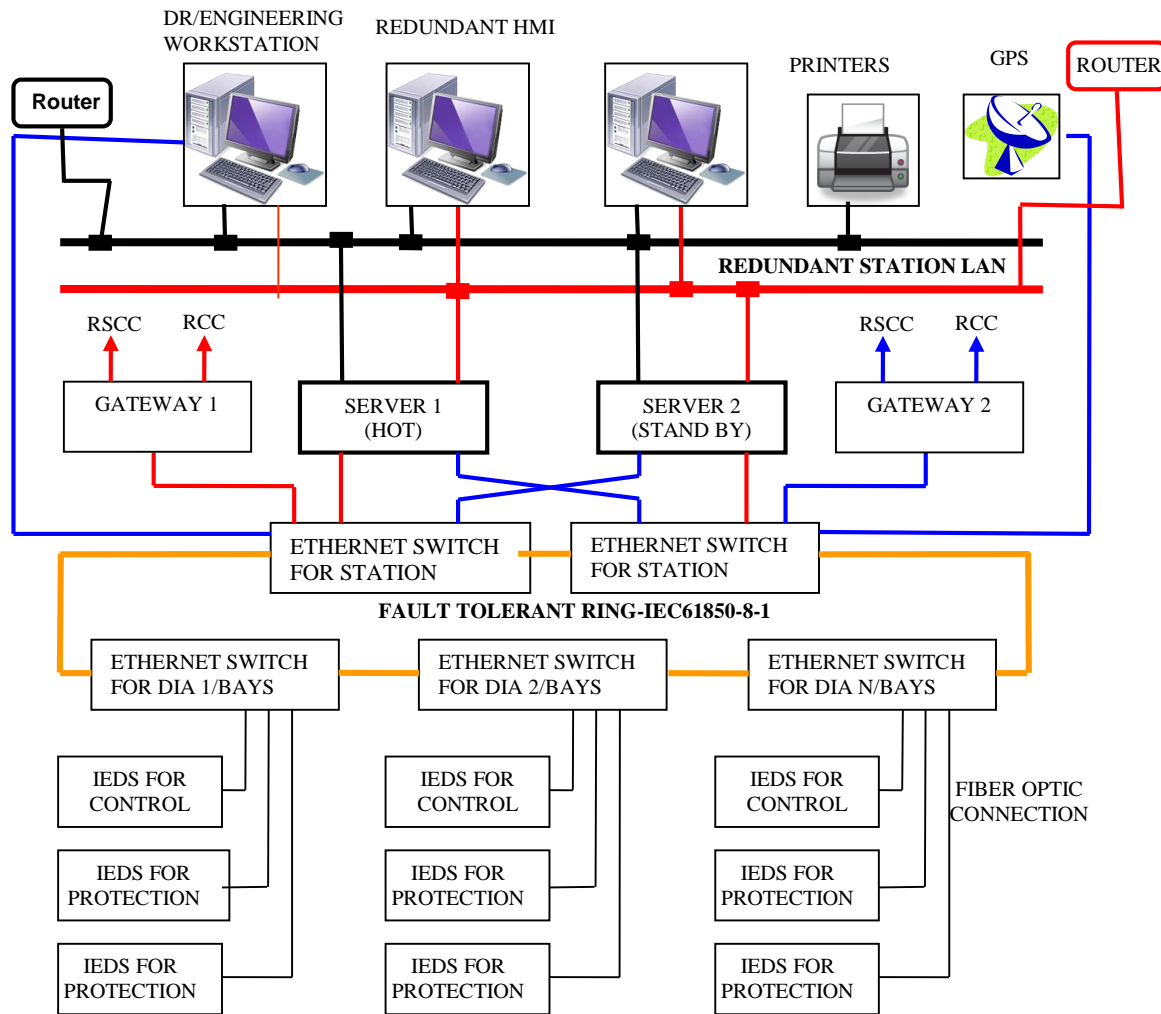 DR/ENGINEERING
WORKSTATION
REDUNDANT HMI
PRINTERS
GPS
ROUTER
Router
REDUNDANT STATION LAN
RSCC
RCC
RSCC
RCC
GATEWAY 1
SERVER 1
(HOT)
SERVER 2
(STAND BY)
GATEWAY 2
ETHERNET SWITCH
FOR STATION
ETHERNET SWITCH
FOR STATION
FAULT TOLERANT RING-IEC61850-8-1
ETHERNET SWITCH
FOR DIA 1/BAYS
ETHERNET SWITCH
FOR DIA 2/BAYS
ETHERNET SWITCH
FOR DIA N/BAYS
IEDS FOR
CONTROL
IEDS FOR
CONTROL
IEDS FOR
CONTROL
FIBER OPTIC
CONNECTION
IEDS FOR
PROTECTION
IEDS FOR
PROTECTION
IEDS FOR
PROTECTION
IEDS FOR
PROTECTION
IEDS FOR
PROTECTION
IEDS FOR
PROTECTION